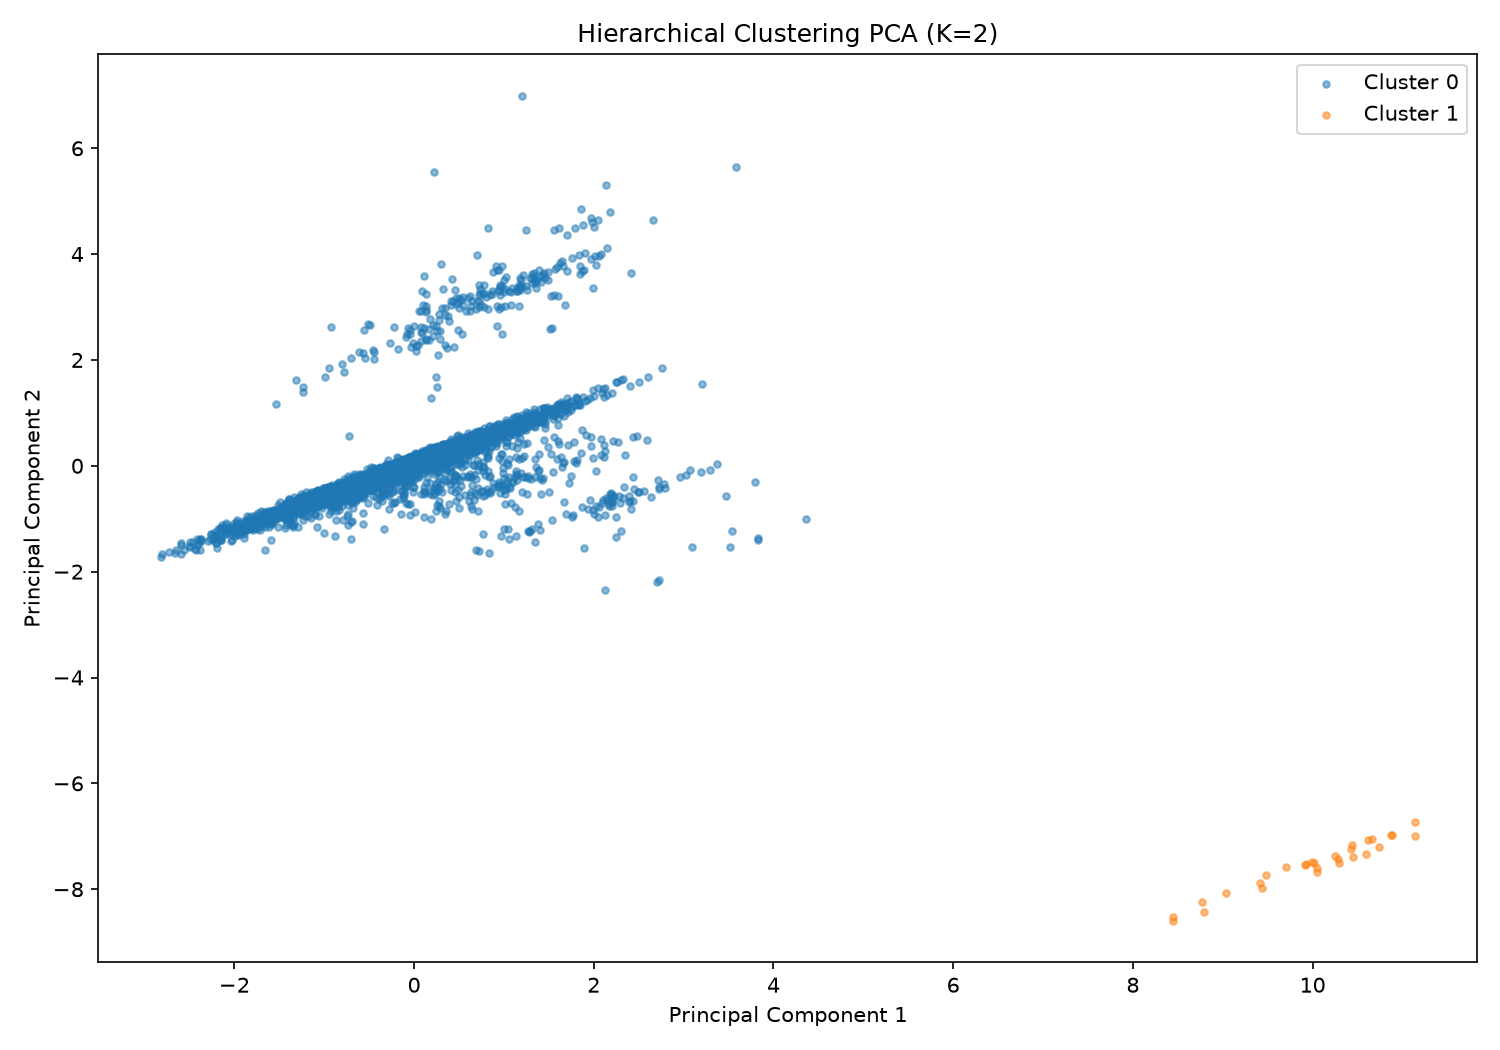 Hierarchical Clustering PCA (K=2)
Cluster 0
Cluster 1
Principal Component 2
6
4
2
0
−2
−4
−6
−8
−2 0 2 4 6 8 10
Principal Component 1